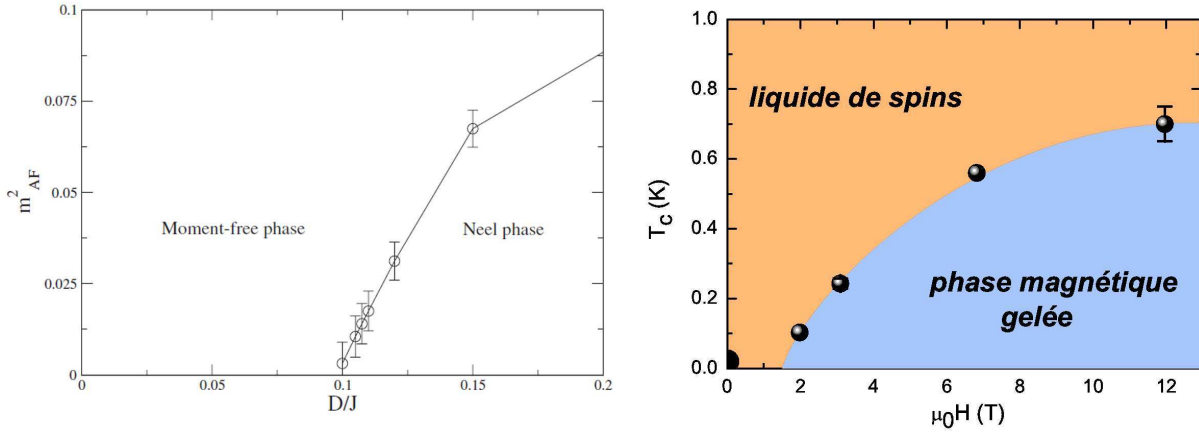 0.1
0.075
0.05
0.025
0
m²AF
Moment-free phase
Neel phase
0
0.05
0.1
0.15
0.2
D/J
1.0
0.8
0.6
0.4
0.2
0.0
Tc (K)
liquide de spins
phase magnétique
gelée
0
2
4
6
8
10
12
μ0H (T)